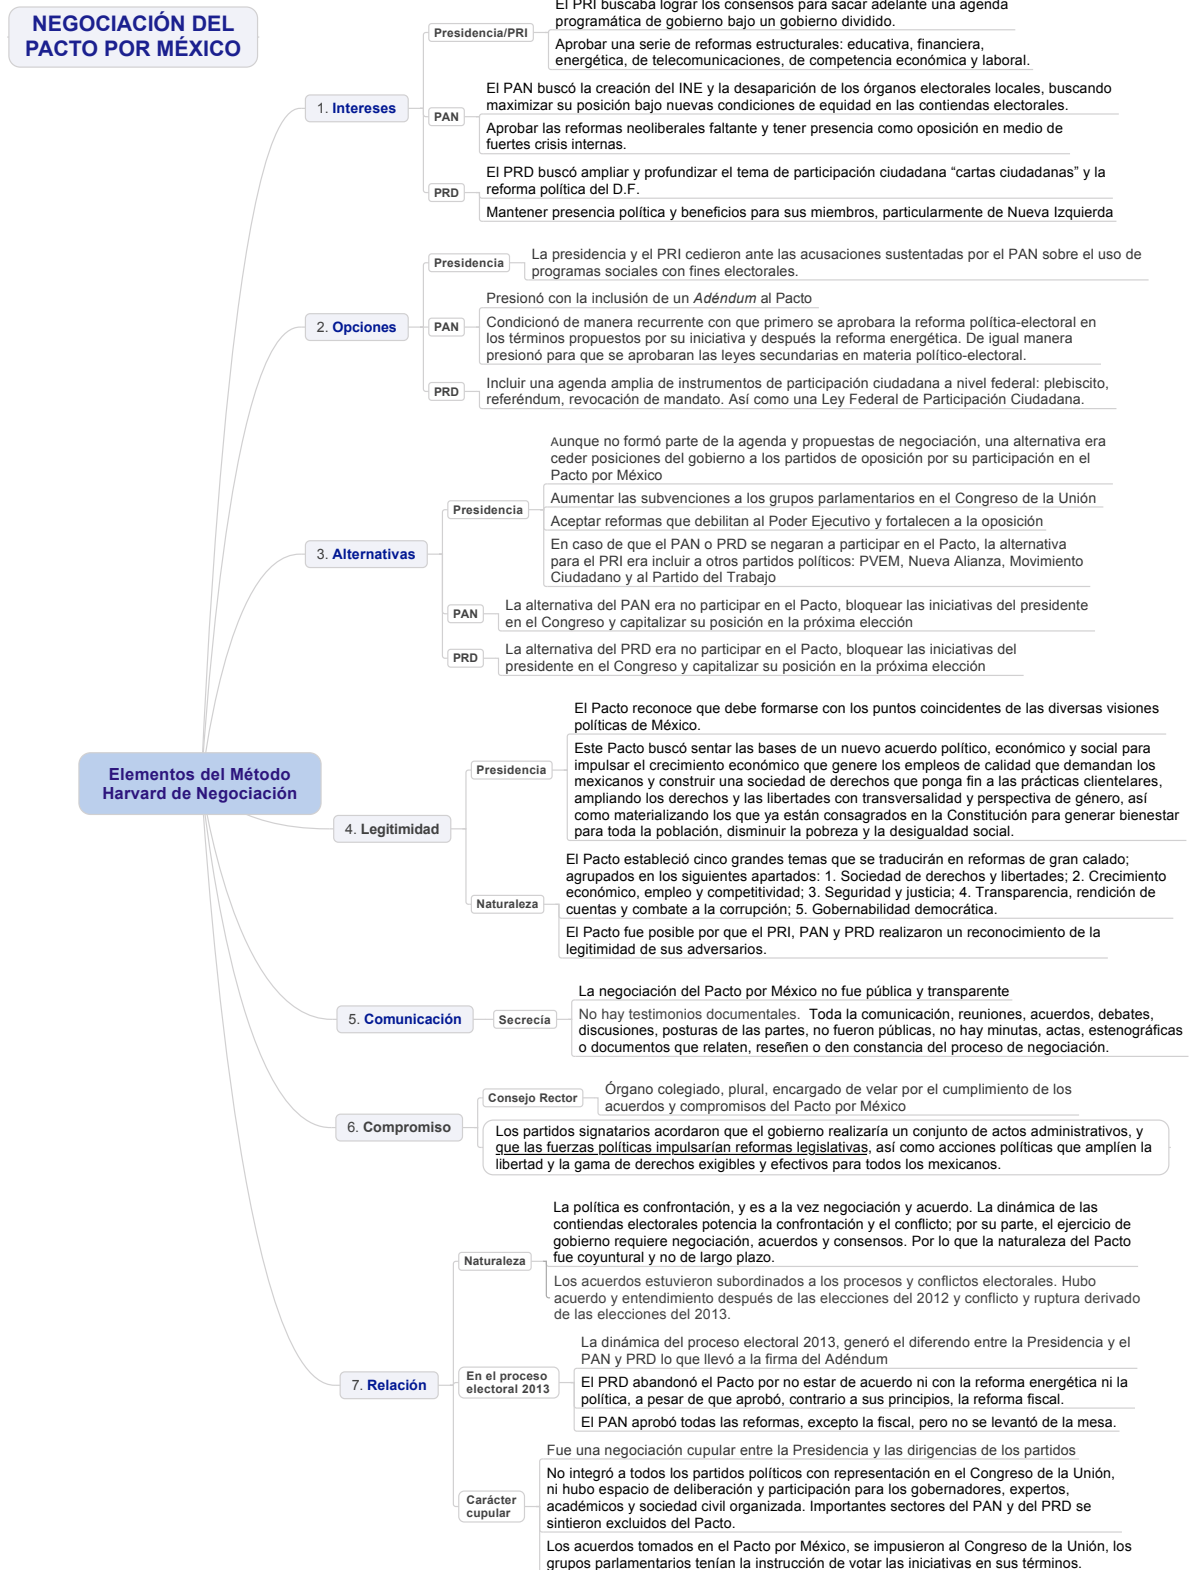 NEGOCIACIÓN DEL
PACTO POR MÉXICO
Elementos del Método
Harvard de Negociación
1. Intereses
Presidencia/PRI
El PRI buscaba lograr los consensos para sacar adelante una agenda
programática de gobierno bajo un gobierno dividido.
Aprobar una serie de reformas estructurales: educativa, financiera,
energética, de telecomunicaciones, de competencia económica y laboral.
PAN
El PAN buscó la creación del INE y la desaparición de los órganos electorales locales, buscando
maximizar su posición bajo nuevas condiciones de equidad en las contiendas electorales.
Aprobar las reformas neoliberales faltante y tener presencia como oposición en medio de
fuertes crisis internas.
PRD
El PRD buscó ampliar y profundizar el tema de participación ciudadana “cartas ciudadanas” y la
reforma política del D.F.
Mantener presencia política y beneficios para sus miembros, particularmente de Nueva Izquierda
2. Opciones
Presidencia
La presidencia y el PRI cedieron ante las acusaciones sustentadas por el PAN sobre el uso de
programas sociales con fines electorales.
PAN
Presionó con la inclusión de un Adéndum al Pacto
Condicionó de manera recurrente con que primero se aprobara la reforma política-electoral en
los términos propuestos por su iniciativa y después la reforma energética. De igual manera
presionó para que se aprobaran las leyes secundarias en materia político-electoral.
PRD
Incluir una agenda amplia de instrumentos de participación ciudadana a nivel federal: plebiscito,
referéndum, revocación de mandato. Así como una Ley Federal de Participación Ciudadana.
3. Alternativas
Presidencia
Aunque no formó parte de la agenda y propuestas de negociación, una alternativa era
ceder posiciones del gobierno a los partidos de oposición por su participación en el
Pacto por México
Aumentar las subvenciones a los grupos parlamentarios en el Congreso de la Unión
Aceptar reformas que debilitan al Poder Ejecutivo y fortalecen a la oposición
En caso de que el PAN o PRD se negaran a participar en el Pacto, la alternativa
para el PRI era incluir a otros partidos políticos: PVEM, Nueva Alianza, Movimiento
Ciudadano y al Partido del Trabajo
PAN
La alternativa del PAN era no participar en el Pacto, bloquear las iniciativas del presidente
en el Congreso y capitalizar su posición en la próxima elección
PRD
La alternativa del PRD era no participar en el Pacto, bloquear las iniciativas del
presidente en el Congreso y capitalizar su posición en la próxima elección
4. Legitimidad
Presidencia
El Pacto reconoce que debe formarse con los puntos coincidentes de las diversas visiones
políticas de México.
Este Pacto buscó sentar las bases de un nuevo acuerdo político, económico y social para
impulsar el crecimiento económico que genere los empleos de calidad que demandan los
mexicanos y construir una sociedad de derechos que ponga fin a las prácticas clientelares,
ampliando los derechos y las libertades con transversalidad y perspectiva de género, así
como materializando los que ya están consagrados en la Constitución para generar bienestar
para toda la población, disminuir la pobreza y la desigualdad social.
Naturaleza
El Pacto estableció cinco grandes temas que se traducirán en reformas de gran calado;
agrupados en los siguientes apartados: 1. Sociedad de derechos y libertades; 2. Crecimiento
económico, empleo y competitividad; 3. Seguridad y justicia; 4. Transparencia, rendición de
cuentas y combate a la corrupción; 5. Gobernabilidad democrática.
El Pacto fue posible por que el PRI, PAN y PRD realizaron un reconocimiento de la
legitimidad de sus adversarios.
5. Comunicación
Secrecía
La negociación del Pacto por México no fue pública y transparente
No hay testimonios documentales. Toda la comunicación, reuniones, acuerdos, debates,
discusiones, posturas de las partes, no fueron públicas, no hay minutas, actas, estenográficas
o documentos que relaten, reseñen o den constancia del proceso de negociación.
6. Compromiso
Consejo Rector
Órgano colegiado, plural, encargado de velar por el cumplimiento de los
acuerdos y compromisos del Pacto por México
Los partidos signatarios acordaron que el gobierno realizaría un conjunto de actos administrativos, y
que las fuerzas políticas impulsarían reformas legislativas, así como acciones políticas que amplíen la
libertad y la gama de derechos exigibles y efectivos para todos los mexicanos.
7. Relación
Naturaleza
La política es confrontación, y es a la vez negociación y acuerdo. La dinámica de las
contiendas electorales potencia la confrontación y el conflicto; por su parte, el ejercicio de
gobierno requiere negociación, acuerdos y consensos. Por lo que la naturaleza del Pacto
fue coyuntural y no de largo plazo.
Los acuerdos estuvieron subordinados a los procesos y conflictos electorales. Hubo
acuerdo y entendimiento después de las elecciones del 2012 y conflicto y ruptura derivado
de las elecciones del 2013.
En el proceso
electoral 2013
La dinámica del proceso electoral 2013, generó el diferendo entre la Presidencia y el
PAN y PRD lo que llevó a la firma del Adéndum
El PRD abandonó el Pacto por no estar de acuerdo ni con la reforma energética ni la
política, a pesar de que aprobó, contrario a sus principios, la reforma fiscal.
El PAN aprobó todas las reformas, excepto la fiscal, pero no se levantó de la mesa.
Carácter
cupular
Fue una negociación cupular entre la Presidencia y las dirigencias de los partidos
No integró a todos los partidos políticos con representación en el Congreso de la Unión,
ni hubo espacio de deliberación y participación para los gobernadores, expertos,
académicos y sociedad civil organizada. Importantes sectores del PAN y del PRD se
sintieron excluidos del Pacto.
Los acuerdos tomados en el Pacto por México, se impusieron al Congreso de la Unión, los
grupos parlamentarios tenían la instrucción de votar las iniciativas en sus términos.